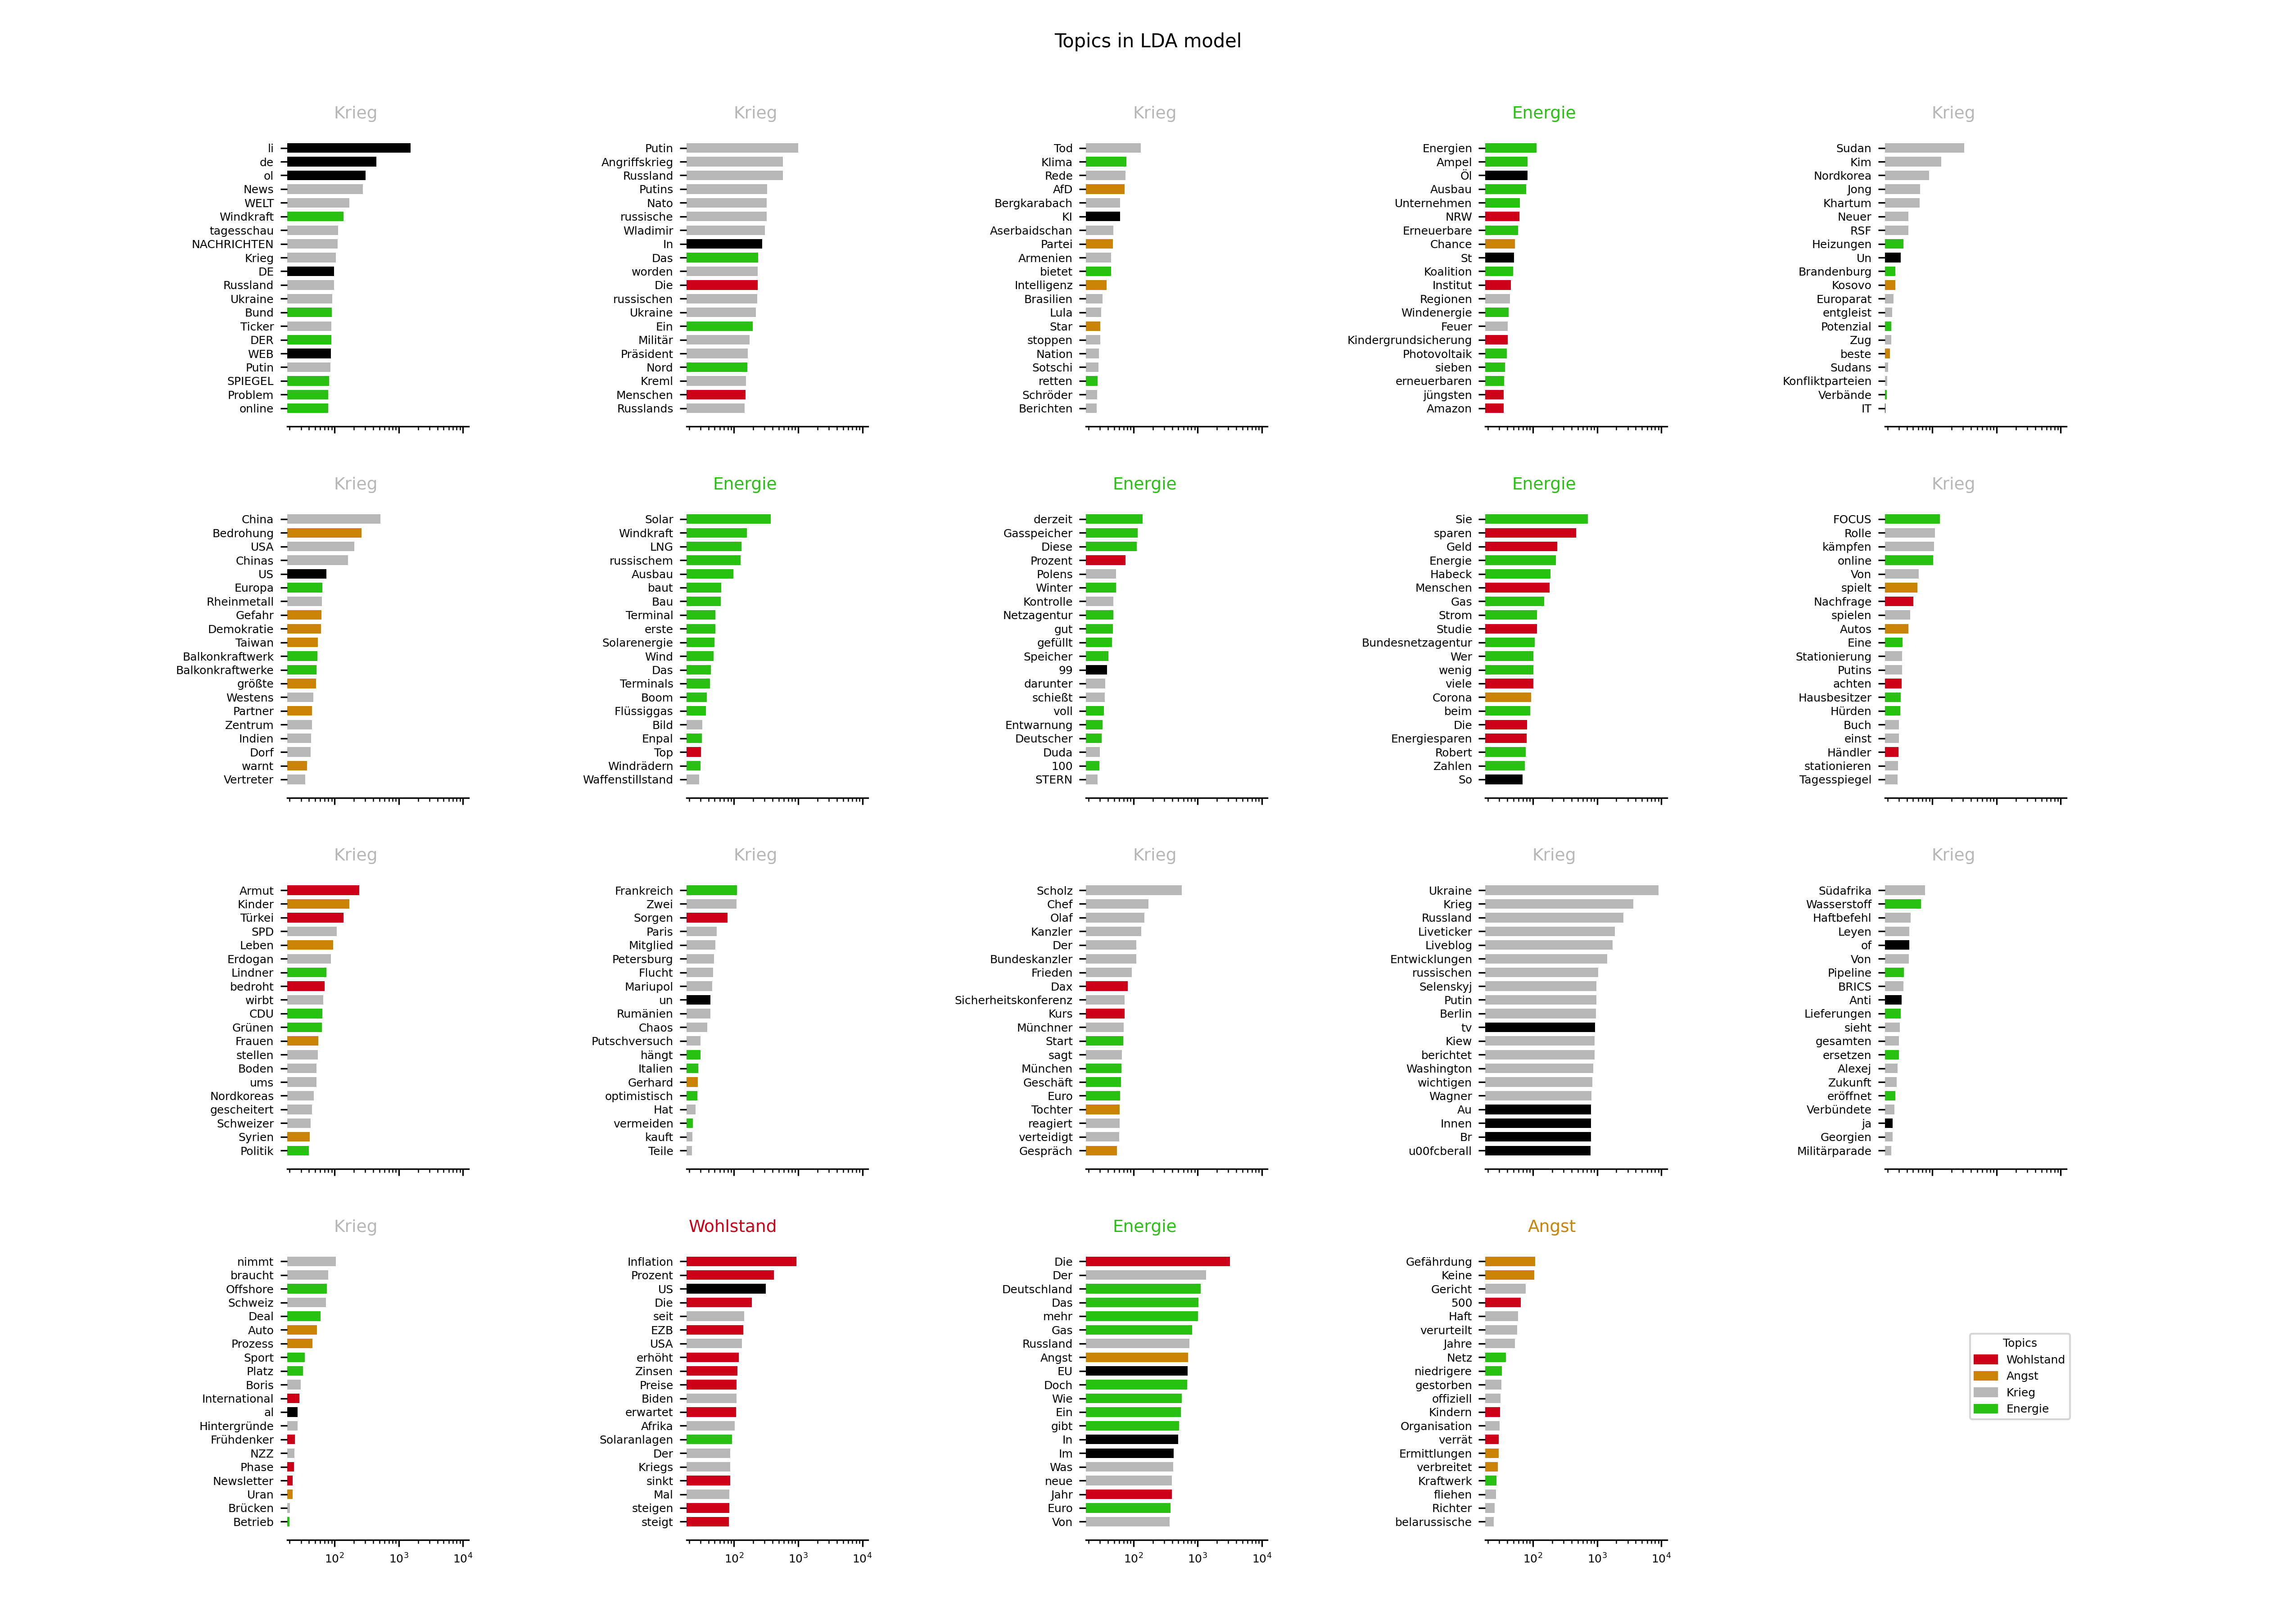 Topics in LDA model
Krieg
li
de
ol
News
WELT
Windkraft
tagesschau
NACHRICHTEN
Krieg
DE
Russland
Ukraine
Bund
Ticker
DER
WEB
Putin
SPIEGEL
Problem
online
Krieg
Putin
Angriffskrieg
Russland
Putins
Nato
russische
Wladimir
In
Das
worden
Die
russischen
Ukraine
Ein
Militär
Präsident
Nord
Kreml
Menschen
Russlands
Krieg
Tod
Klima
Rede
AfD
Bergkarabach
KI
Aserbaidschan
Partei
Armenien
bietet
Intelligenz
Brasilien
Lula
Star
stoppen
Nation
Sotschi
retten
Schröder
Berichten
Energie
Energien
Ampel
Öl
Ausbau
Unternehmen
NRW
Erneuerbare
Chance
St
Koalition
Institut
Regionen
Windenergie
Feuer
Kindergrundsicherung
Photovoltaik
sieben
erneuerbaren
jüngsten
Amazon
Krieg
Sudan
Kim
Nordkorea
Jong
Khartum
Neuer
RSF
Heizungen
Un
Brandenburg
Kosovo
Europarat
entgleist
Potenzial
Zug
beste
Sudans
Konfliktparteien
Verbände
IT
Krieg
China
Bedrohung
USA
Chinas
US
Europa
Rheinmetall
Gefahr
Demokratie
Taiwan
Balkonkraftwerk
Balkonkraftwerke
größte
Westens
Partner
Zentrum
Indien
Dorf
warnt
Vertreter
Energie
Solar
Windkraft
LNG
russischem
Ausbau
baut
Bau
Terminal
erste
Solarenergie
Wind
Das
Terminals
Boom
Flüssiggas
Bild
Enpal
Top
Windrädern
Waffenstillstand
Energie
derzeit
Gasspeicher
Diese
Prozent
Polens
Winter
Kontrolle
Netzagentur
gut
gefüllt
Speicher
99
darunter
schießt
voll
Entwarnung
Deutscher
Duda
100
STERN
Energie
Sie
sparen
Geld
Energie
Habeck
Menschen
Gas
Strom
Studie
Bundesnetzagentur
Wer
wenig
viele
Corona
beim
Die
Energiesparen
Robert
Zahlen
So
Krieg
FOCUS
Rolle
kämpfen
online
Von
spielt
Nachfrage
spielen
Autos
Eine
Stationierung
Putins
achten
Hausbesitzer
Hürden
Buch
einst
Händler
stationieren
Tagesspiegel
Krieg
Armut
Kinder
Türkei
SPD
Leben
Erdogan
Lindner
bedroht
wirbt
CDU
Grünen
Frauen
stellen
Boden
ums
Nordkoreas
gescheitert
Schweizer
Syrien
Politik
Krieg
Frankreich
Zwei
Sorgen
Paris
Mitglied
Petersburg
Flucht
Mariupol
un
Rumänien
Chaos
Putschversuch
hängt
Italien
Gerhard
optimistisch
Hat
vermeiden
kauft
Teile
Krieg
Scholz
Chef
Olaf
Kanzler
Der
Bundeskanzler
Frieden
Dax
Sicherheitskonferenz
Kurs
Münchner
Start
sagt
München
Geschäft
Euro
Tochter
reagiert
verteidigt
Gespräch
Krieg
Ukraine
Krieg
Russland
Liveticker
Liveblog
Entwicklungen
russischen
Selenskyj
Putin
Berlin
tv
Kiew
berichtet
Washington
wichtigen
Wagner
Au
Innen
Br
u00fcberall
Krieg
Südafrika
Wasserstoff
Haftbefehl
Leyen
of
Von
Pipeline
BRICS
Anti
Lieferungen
sieht
gesamten
ersetzen
Alexej
Zukunft
eröffnet
Verbündete
ja
Georgien
Militärparade
Krieg
nimmt
braucht
Offshore
Schweiz
Deal
Auto
Prozess
Sport
Platz
Boris
International
al
Hintergründe
Frühdenker
NZZ
Phase
Newsletter
Uran
Brücken
Betrieb
10² 10³ 10⁴
Wohlstand
Inflation
Prozent
US
Die
seit
EZB
USA
erhöht
Zinsen
Preise
Biden
erwartet
Afrika
Solaranlagen
Der
Kriegs
sinkt
Mal
steigen
steigt
10² 10³ 10⁴
Energie
Die
Der
Deutschland
Das
mehr
Gas
Russland
Angst
EU
Doch
Wie
Ein
gibt
In
Im
Was
neue
Jahr
Euro
Von
10² 10³ 10⁴
Angst
Gefährdung
Keine
Gericht
500
Haft
verurteilt
Jahre
Netz
niedrigere
gestorben
offiziell
Kindern
Organisation
verrät
Ermittlungen
verbreitet
Kraftwerk
fliehen
Richter
belarussische
10² 10³ 10⁴
Topics
Wohlstand
Angst
Krieg
Energie